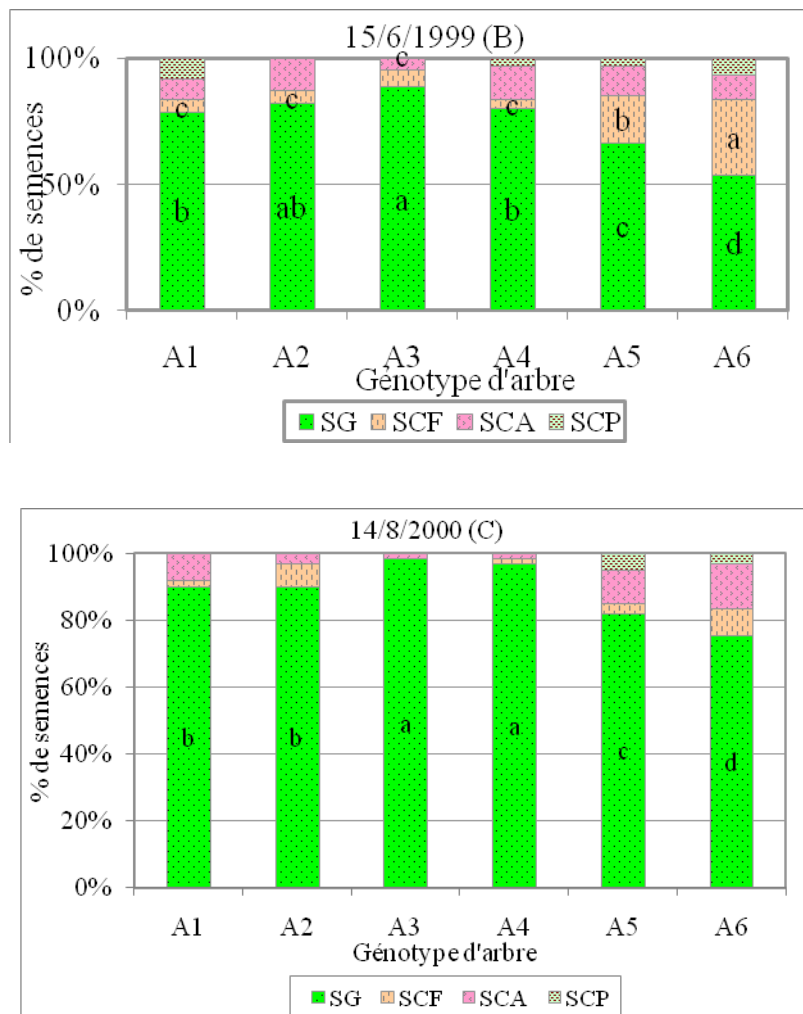 15/6/1999 (B)
% de semences
100%
50%
0%
c c c c b a
b ab a b c d
A1 A2 A3 A4 A5 A6
Génotype d'arbre
SG SCF SCA SCP
14/8/2000 (C)
% de semences
100%
80%
60%
40%
20%
0%
b b a a c d
A1 A2 A3 A4 A5 A6
Génotype d'arbre
SG SCF SCA SCP